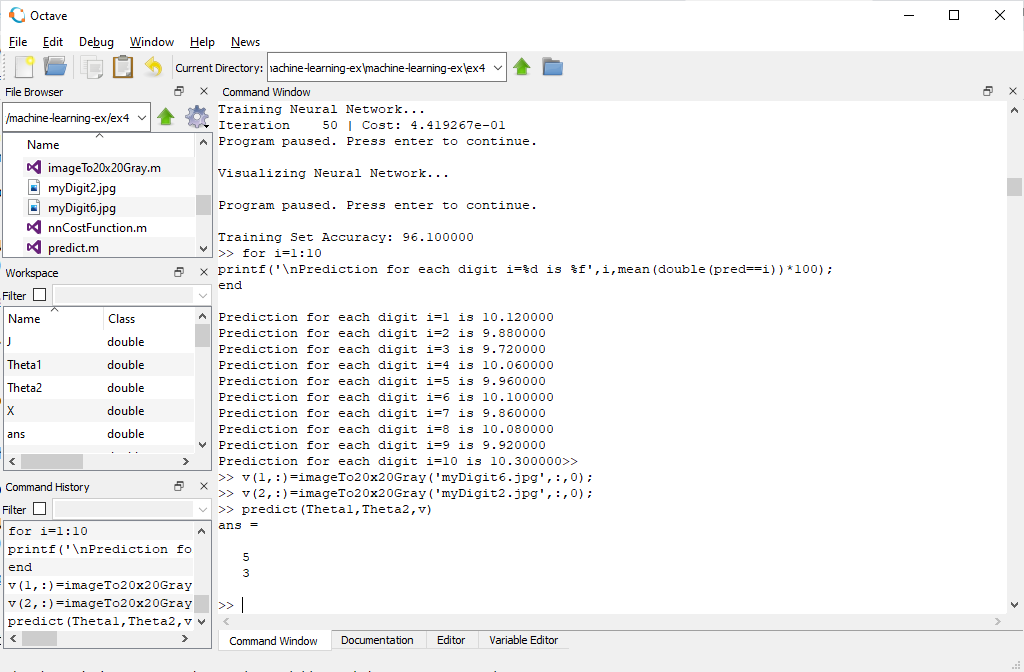 Octave
File Edit Debug Window Help News
Current Directory: nachine-learning-ex\machine-learning-ex\ex4
File Browser
/machine-learning-ex/ex4
Name
imageTo20x20Gray.m
myDigit2.jpg
myDigit6.jpg
nnCostFunction.m
predict.m
Workspace
Filter
Name Class
J double
Theta1 double
Theta2 double
X double
ans double
Command History
Filter
for i=1:10
printf('\nPrediction fo
end
v(1,:)=imageTo20x20Gray
v(2,:)=imageTo20x20Gray
predict(Theta1,Theta2,v
Command Window
Training Neural Network...
Iteration    50 | Cost: 4.419267e-01
Program paused. Press enter to continue.
Visualizing Neural Network...
Program paused. Press enter to continue.
Training Set Accuracy: 96.100000
>> for i=1:10
printf('\nPrediction for each digit i=%d is %f',i,mean(double(pred==i))*100);
end
Prediction for each digit i=1 is 10.120000
Prediction for each digit i=2 is 9.880000
Prediction for each digit i=3 is 9.720000
Prediction for each digit i=4 is 10.060000
Prediction for each digit i=5 is 9.960000
Prediction for each digit i=6 is 10.100000
Prediction for each digit i=7 is 9.860000
Prediction for each digit i=8 is 10.080000
Prediction for each digit i=9 is 9.920000
Prediction for each digit i=10 is 10.300000>>
>> v(1,:)=imageTo20x20Gray('myDigit6.jpg',:,0);
>> v(2,:)=imageTo20x20Gray('myDigit2.jpg',:,0);
>> predict(Theta1,Theta2,v)
ans =
5
3
>>
Command Window Documentation Editor Variable Editor